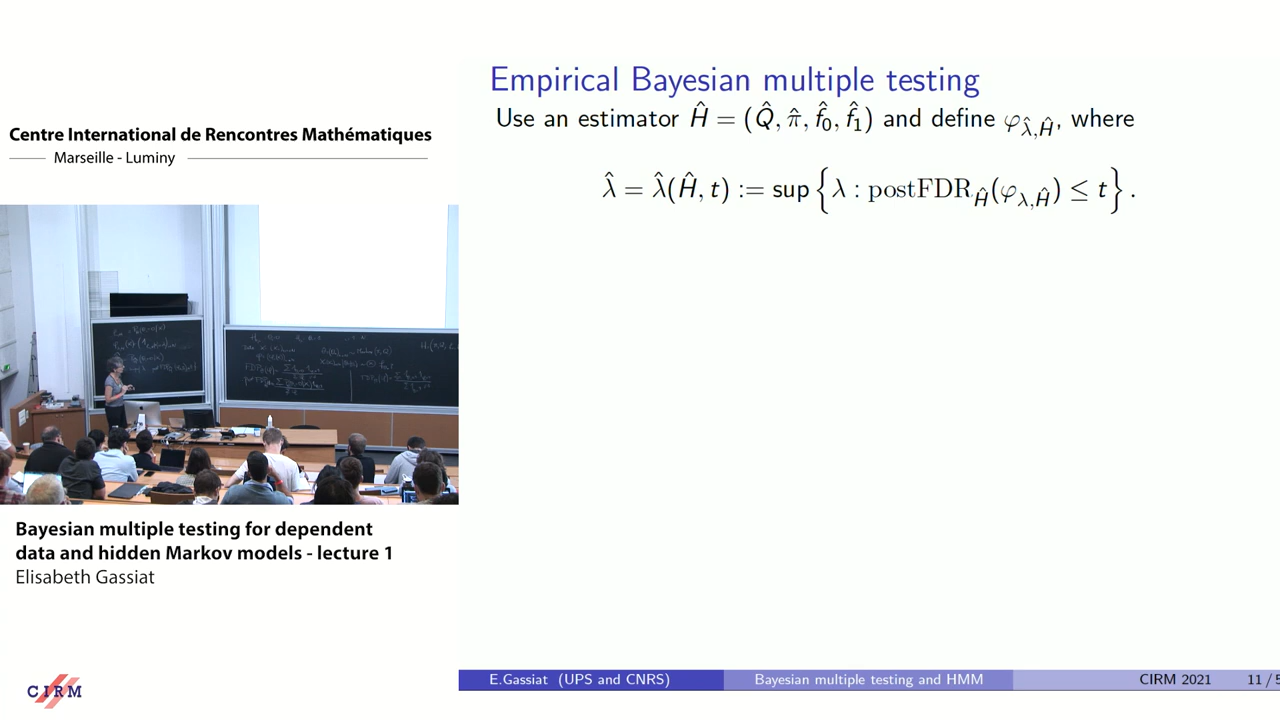 Centre International de Rencontres Mathématiques
Marseille - Luminy
Bayesian multiple testing for dependent
data and hidden Markov models - lecture 1
Elisabeth Gassiat
CIRM
Empirical Bayesian multiple testing
Use an estimator Ĥ = (Q̂, π̂, f̂₀, f̂₁) and define φ_{λ̂,Ĥ}, where
λ̂ = λ̂(Ĥ, t) := sup { λ : postFDR_Ĥ(φ_{λ,Ĥ}) ≤ t } .
E.Gassiat (UPS and CNRS) Bayesian multiple testing and HMM CIRM 2021 11 / 5